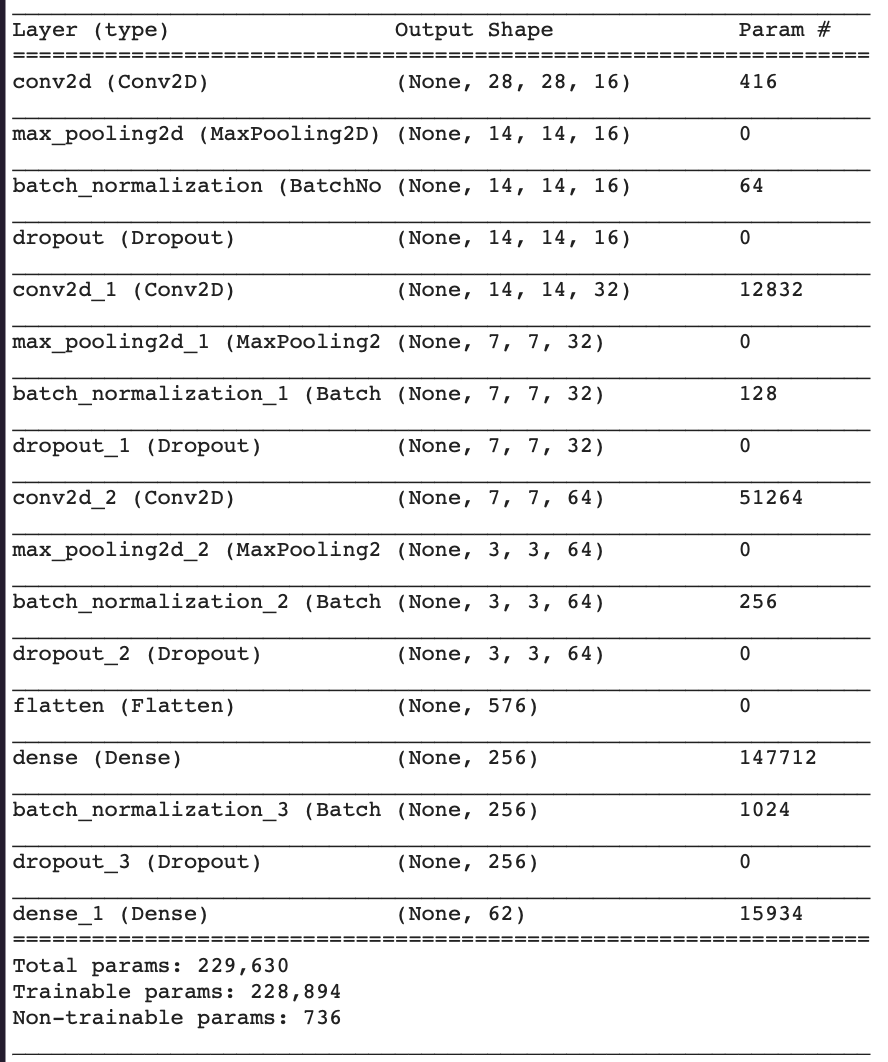 Layer (type) Output Shape Param #
conv2d (Conv2D) (None, 28, 28, 16) 416
max_pooling2d (MaxPooling2D) (None, 14, 14, 16) 0
batch_normalization (BatchNo (None, 14, 14, 16) 64
dropout (Dropout) (None, 14, 14, 16) 0
conv2d_1 (Conv2D) (None, 14, 14, 32) 12832
max_pooling2d_1 (MaxPooling2 (None, 7, 7, 32) 0
batch_normalization_1 (Batch (None, 7, 7, 32) 128
dropout_1 (Dropout) (None, 7, 7, 32) 0
conv2d_2 (Conv2D) (None, 7, 7, 64) 51264
max_pooling2d_2 (MaxPooling2 (None, 3, 3, 64) 0
batch_normalization_2 (Batch (None, 3, 3, 64) 256
dropout_2 (Dropout) (None, 3, 3, 64) 0
flatten (Flatten) (None, 576) 0
dense (Dense) (None, 256) 147712
batch_normalization_3 (Batch (None, 256) 1024
dropout_3 (Dropout) (None, 256) 0
dense_1 (Dense) (None, 62) 15934
Total params: 229,630
Trainable params: 228,894
Non-trainable params: 736